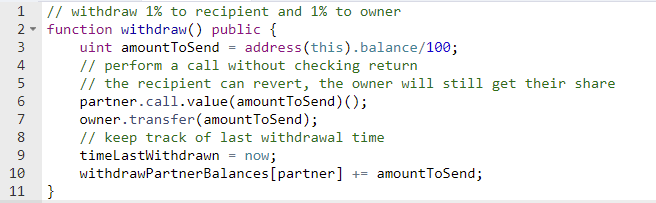 1 // withdraw 1% to recipient and 1% to owner
2 function withdraw() public {
3     uint amountToSend = address(this).balance/100;
4     // perform a call without checking return
5     // the recipient can revert, the owner will still get their share
6     partner.call.value(amountToSend)();
7     owner.transfer(amountToSend);
8     // keep track of last withdrawal time
9     timeLastWithdrawn = now;
10     withdrawPartnerBalances[partner] += amountToSend;
11 }